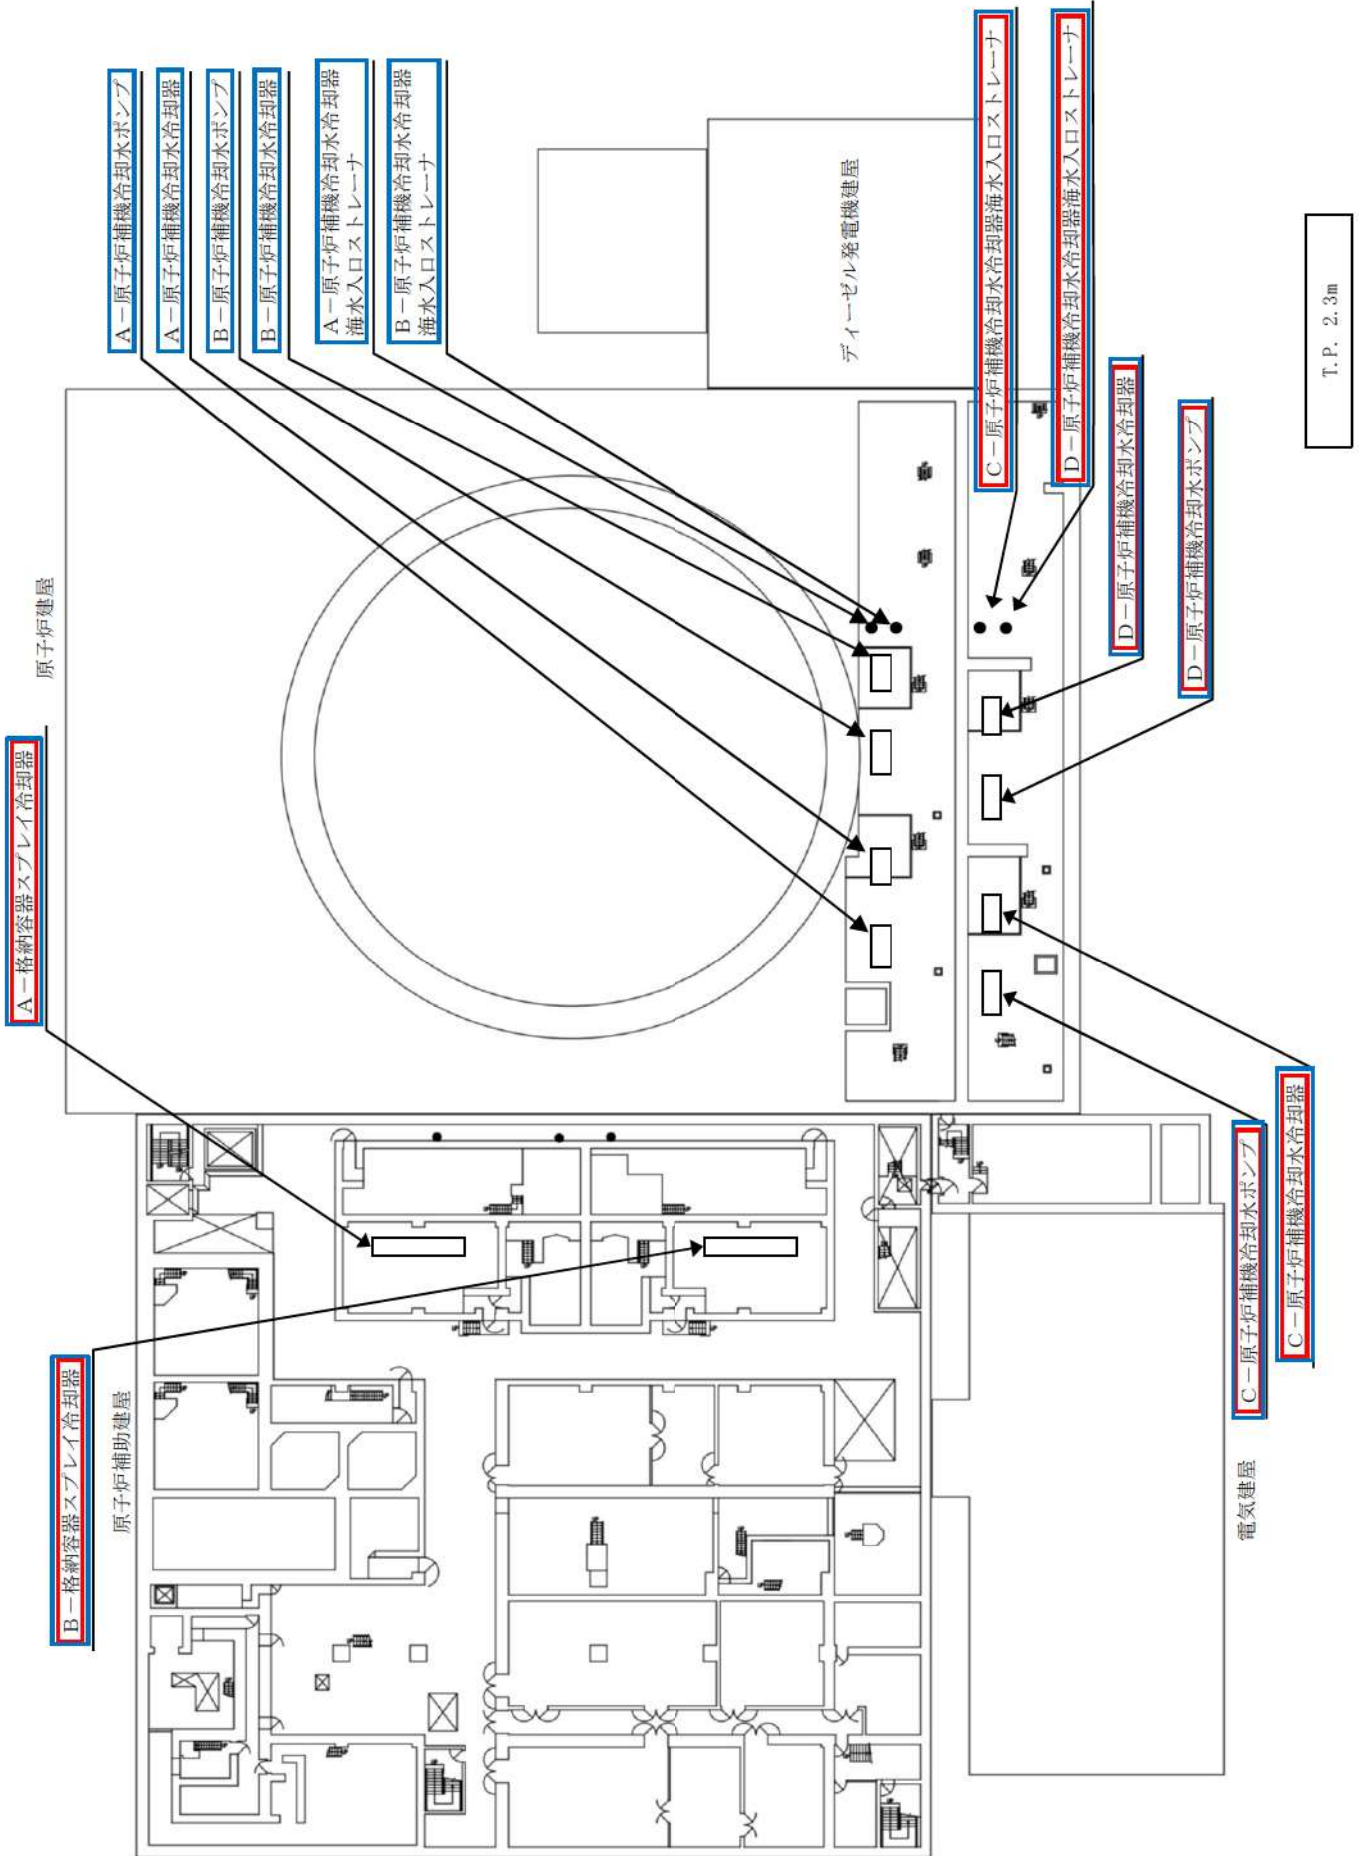 A－原子炉補機冷却水ポンプ
A－原子炉補機冷却水冷却器
B－原子炉補機冷却水ポンプ
B－原子炉補機冷却水冷却器
A－原子炉補機冷却水冷却器
海水入口ストレーナ
B－原子炉補機冷却水冷却器
海水入口ストレーナ
C－原子炉補機冷却水冷却器海水入口ストレーナ
D－原子炉補機冷却水冷却器海水入口ストレーナ
ディーゼル発電機建屋
D－原子炉補機冷却水冷却器
D－原子炉補機冷却水ポンプ
T.P. 2.3m
原子炉建屋
A－格納容器スプレイ冷却器
B－格納容器スプレイ冷却器
原子炉補助建屋
C－原子炉補機冷却水ポンプ
C－原子炉補機冷却水冷却器
電気建屋